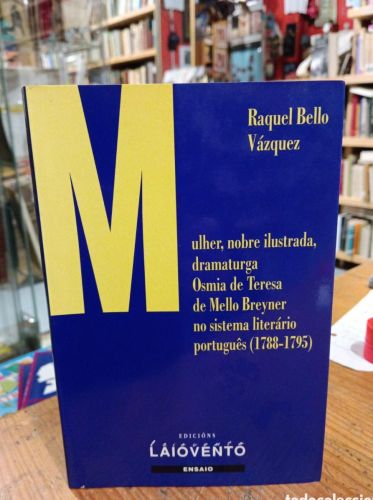 Raquel Bello
Vázquez
Mulher, nobre ilustrada,
dramaturga
Osmia de Teresa
de Mello Breyner
no sistema literário
português (1788-1795)
EDICIÓNS
LAIOVENTO
ENSAIO